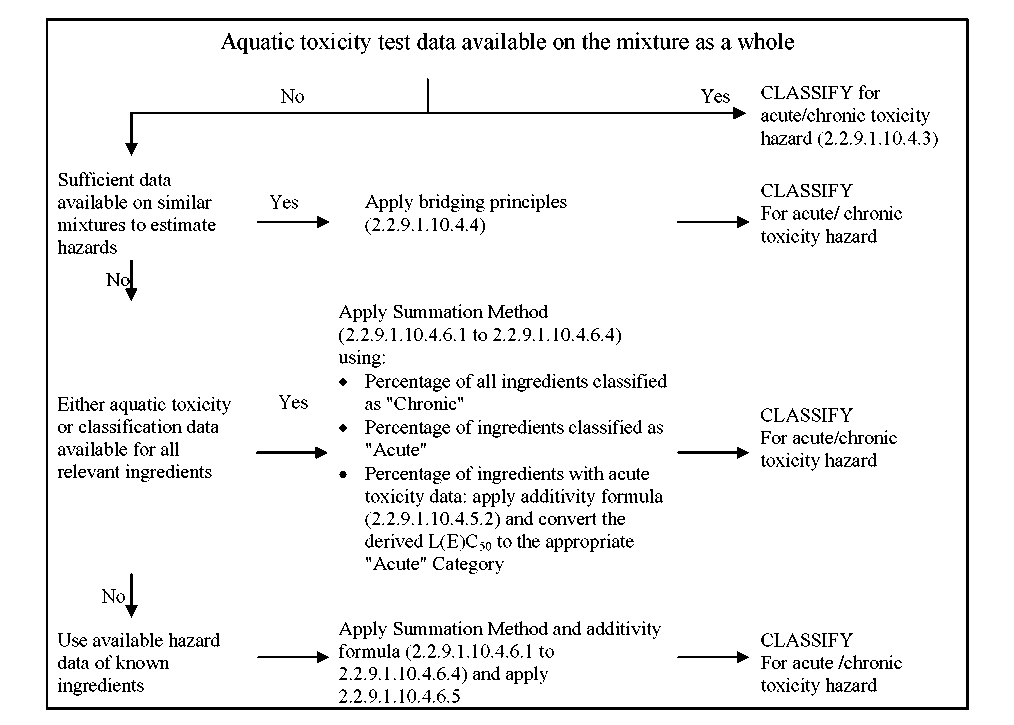 Aquatic toxicity test data available on the mixture as a whole
No
Yes
CLASSIFY for
acute/chronic toxicity
hazard (2.2.9.1.10.4.3)
Sufficient data
available on similar
mixtures to estimate
hazards
Yes
Apply bridging principles
(2.2.9.1.10.4.4)
CLASSIFY
For acute/ chronic
toxicity hazard
No
Either aquatic toxicity
or classification data
available for all
relevant ingredients
Yes
Apply Summation Method
(2.2.9.1.10.4.6.1 to 2.2.9.1.10.4.6.4)
using:
• Percentage of all ingredients classified
as "Chronic"
• Percentage of ingredients classified as
"Acute"
• Percentage of ingredients with acute
toxicity data: apply additivity formula
(2.2.9.1.10.4.5.2) and convert the
derived L(E)C₅₀ to the appropriate
"Acute" Category
CLASSIFY
For acute/chronic
toxicity hazard
No
Use available hazard
data of known
ingredients
Apply Summation Method and additivity
formula (2.2.9.1.10.4.6.1 to
2.2.9.1.10.4.6.4) and apply
2.2.9.1.10.4.6.5
CLASSIFY
For acute /chronic
toxicity hazard